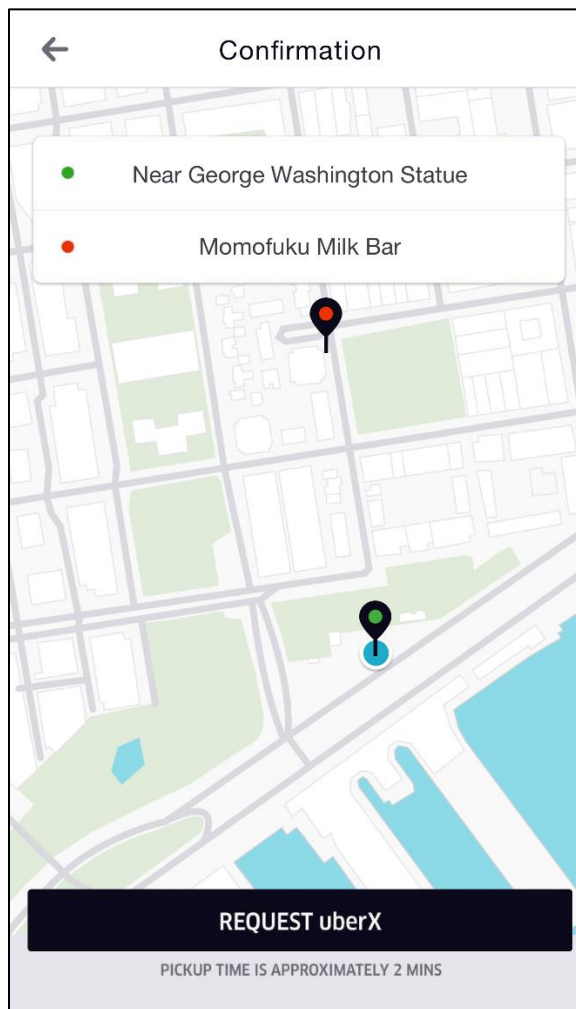 Confirmation
Near George Washington Statue
Momofuku Milk Bar
REQUEST uberX
PICKUP TIME IS APPROXIMATELY 2 MINS